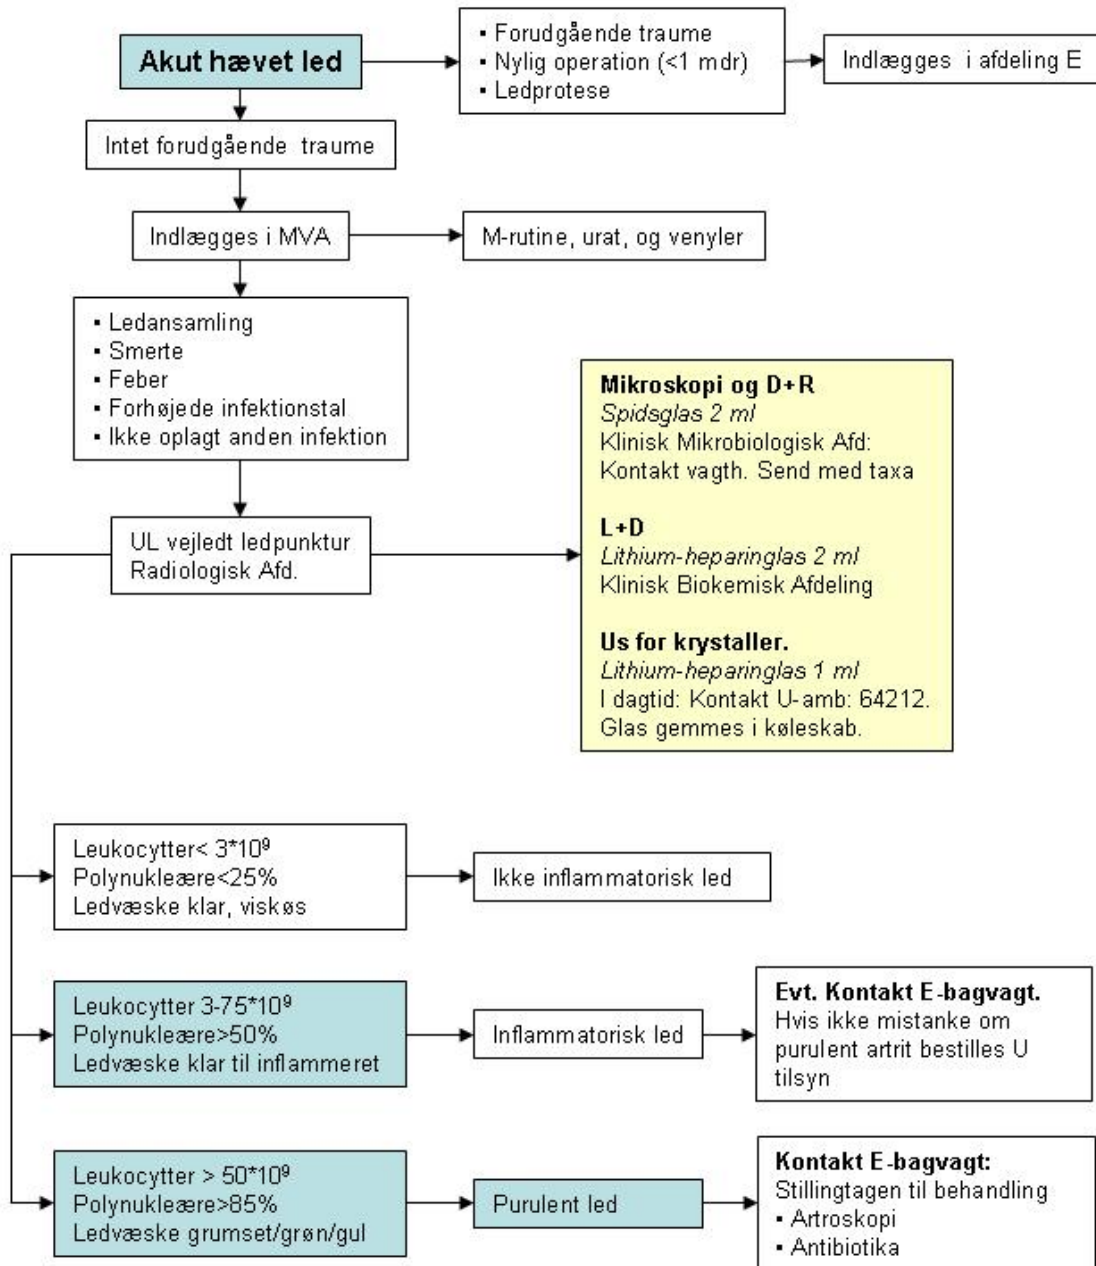 Akut hævet led
▪ Forudgående traume
▪ Nylig operation (<1 mdr)
▪ Ledprotese
Indlægges i afdeling E
Intet forudgående traume
Indlægges i MVA
M-rutine, urat, og venyler
▪ Ledansamling
▪ Smerte
▪ Feber
▪ Forhøjede infektionstal
▪ Ikke oplagt anden infektion
UL vejledt ledpunktur
Radiologisk Afd.
Mikroskopi og D+R
Spidsglas 2 ml
Klinisk Mikrobiologisk Afd:
Kontakt vagth. Send med taxa
L+D
Lithium-heparinglas 2 ml
Klinisk Biokemisk Afdeling
Us for krystaller.
Lithium-heparinglas 1 ml
I dagtid: Kontakt U-amb: 64212.
Glas gemmes i køleskab.
Leukocytter< 3*10⁹
Polynukleære<25%
Ledvæske klar, viskøs
Ikke inflammatorisk led
Leukocytter 3-75*10⁹
Polynukleære>50%
Ledvæske klar til inflammeret
Inflammatorisk led
Evt. Kontakt E-bagvagt.
Hvis ikke mistanke om
purulent artrit bestilles U
tilsyn
Leukocytter > 50*10⁹
Polynukleære>85%
Ledvæske grumset/grøn/gul
Purulent led
Kontakt E-bagvagt:
Stillingtagen til behandling
▪ Artroskopi
▪ Antibiotika